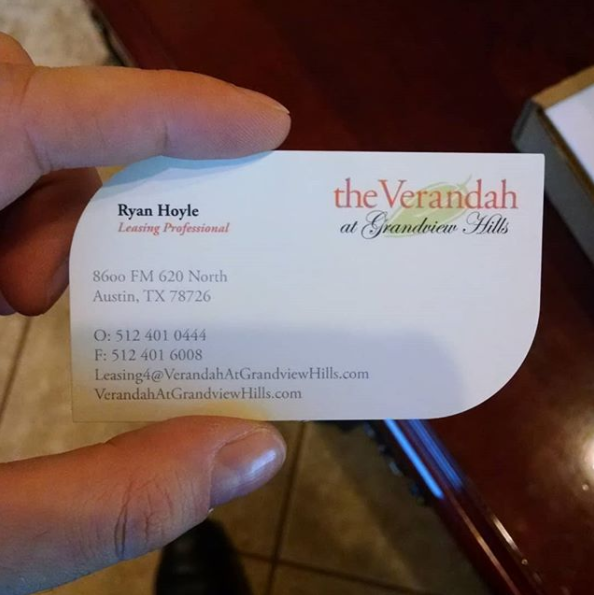 theVerandah
at Grandview Hills
Ryan Hoyle
Leasing Professional
8600 FM 620 North
Austin, TX 78726
O: 512 401 0444
F: 512 401 6008
Leasing4@VerandahAtGrandviewHills.com
VerandahAtGrandviewHills.com